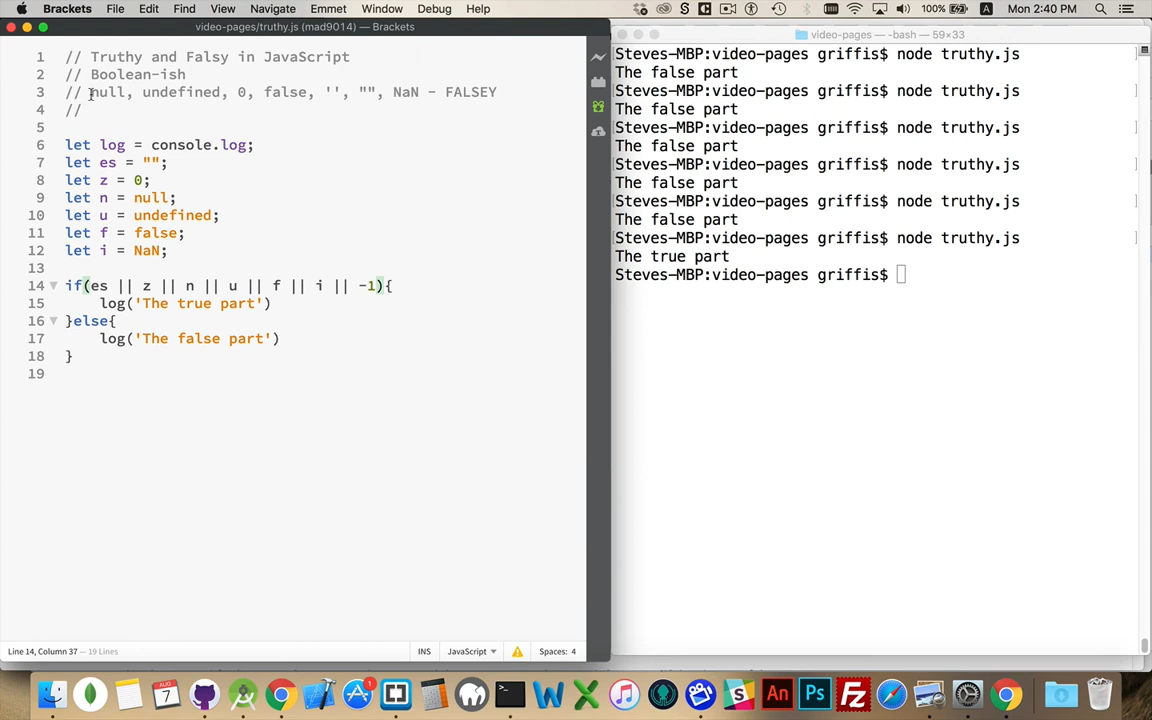 Brackets File Edit Find View Navigate Emmet Window Debug Help 100% A Mon 2:40 PM
video-pages/truthy.js (mad9014) — Brackets
video-pages — -bash — 59×33
1 // Truthy and Falsy in JavaScript
2 // Boolean-ish
3 // null, undefined, 0, false, '', "", NaN - FALSEY
4 //
5
6 let log = console.log;
7 let es = "";
8 let z = 0;
9 let n = null;
10 let u = undefined;
11 let f = false;
12 let i = NaN;
13
14 if(es || z || n || u || f || i || -1){
15 log('The true part')
16 }else{
17 log('The false part')
18 }
19
Steves-MBP:video-pages griffis$ node truthy.js
The false part
Steves-MBP:video-pages griffis$ node truthy.js
The false part
Steves-MBP:video-pages griffis$ node truthy.js
The false part
Steves-MBP:video-pages griffis$ node truthy.js
The false part
Steves-MBP:video-pages griffis$ node truthy.js
The false part
Steves-MBP:video-pages griffis$ node truthy.js
The true part
Steves-MBP:video-pages griffis$
Line 14, Column 37 — 19 Lines
INS JavaScript Spaces: 4
7 1 W X An Ps Fz